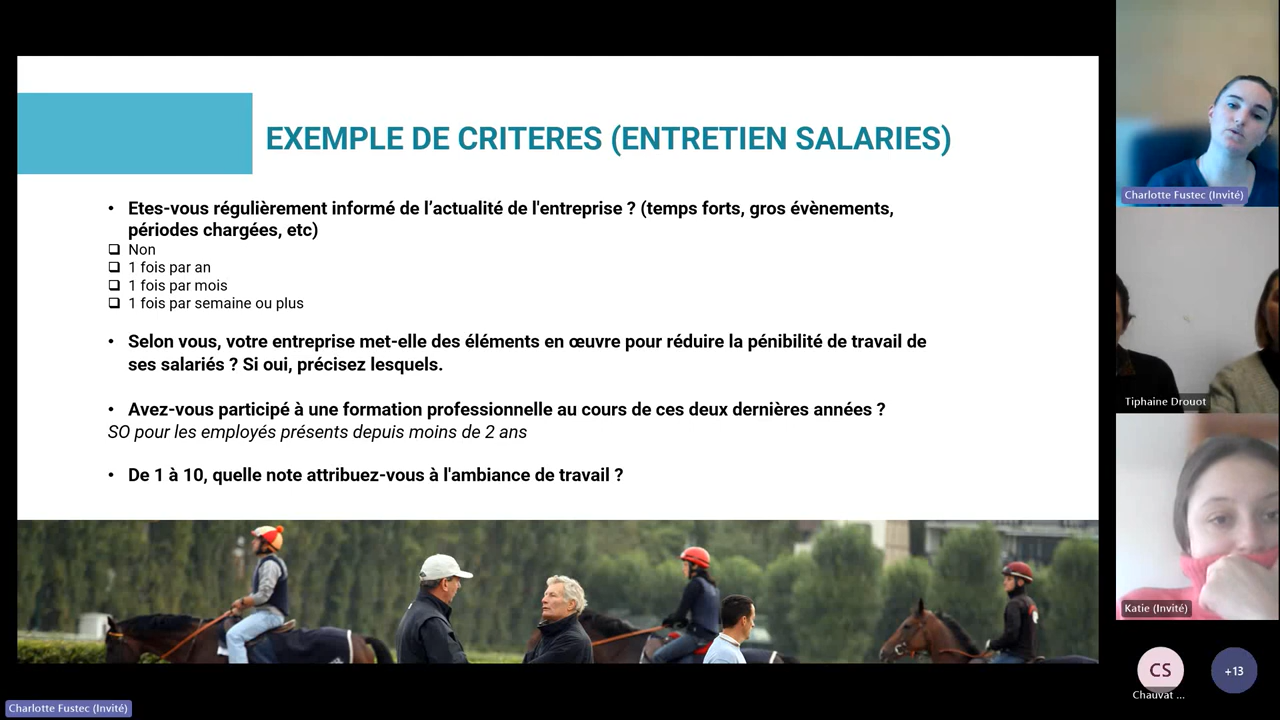 EXEMPLE DE CRITERES (ENTRETIEN SALARIES)
• Etes-vous régulièrement informé de l’actualité de l'entreprise ? (temps forts, gros évènements,
périodes chargées, etc)
❑ Non
❑ 1 fois par an
❑ 1 fois par mois
❑ 1 fois par semaine ou plus
• Selon vous, votre entreprise met-elle des éléments en œuvre pour réduire la pénibilité de travail de
ses salariés ? Si oui, précisez lesquels.
• Avez-vous participé à une formation professionnelle au cours de ces deux dernières années ?
SO pour les employés présents depuis moins de 2 ans
• De 1 à 10, quelle note attribuez-vous à l'ambiance de travail ?
Charlotte Fustec (Invité)
Tiphaine Drouot
Katie (Invité)
CS
+13
Chauvat ...
Charlotte Fustec (Invité)